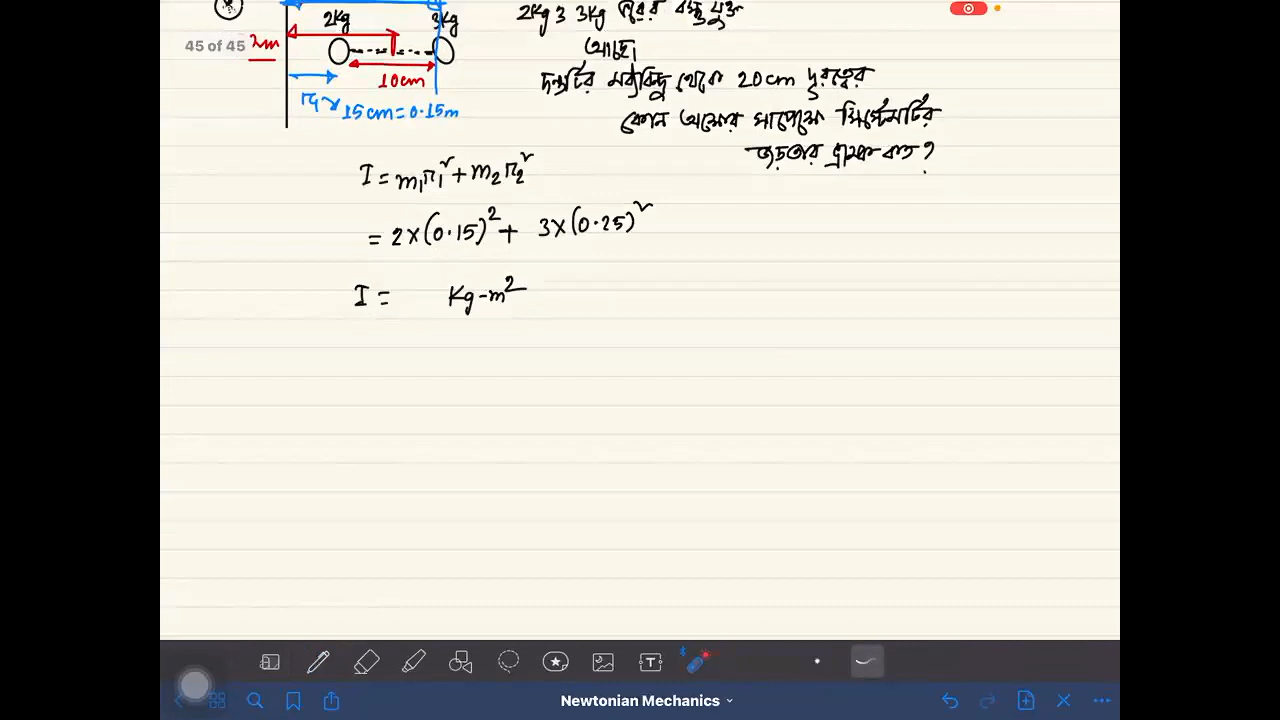 2Kg 3Kg 2Kg ও 3Kg ভরের বস্তু যুক্ত
45 of 45 আছে।
10cm দন্ডটির মধ্যবিন্দু থেকে 20cm দূরত্বের
15cm = 0.15m কোন অক্ষের সাপেক্ষে সিস্টেমটির
জড়তার ভ্রামক কত?
I = m₁r₁² + m₂r₂²
= 2×(0.15)² + 3×(0.25)²
I = Kg-m²
Newtonian Mechanics